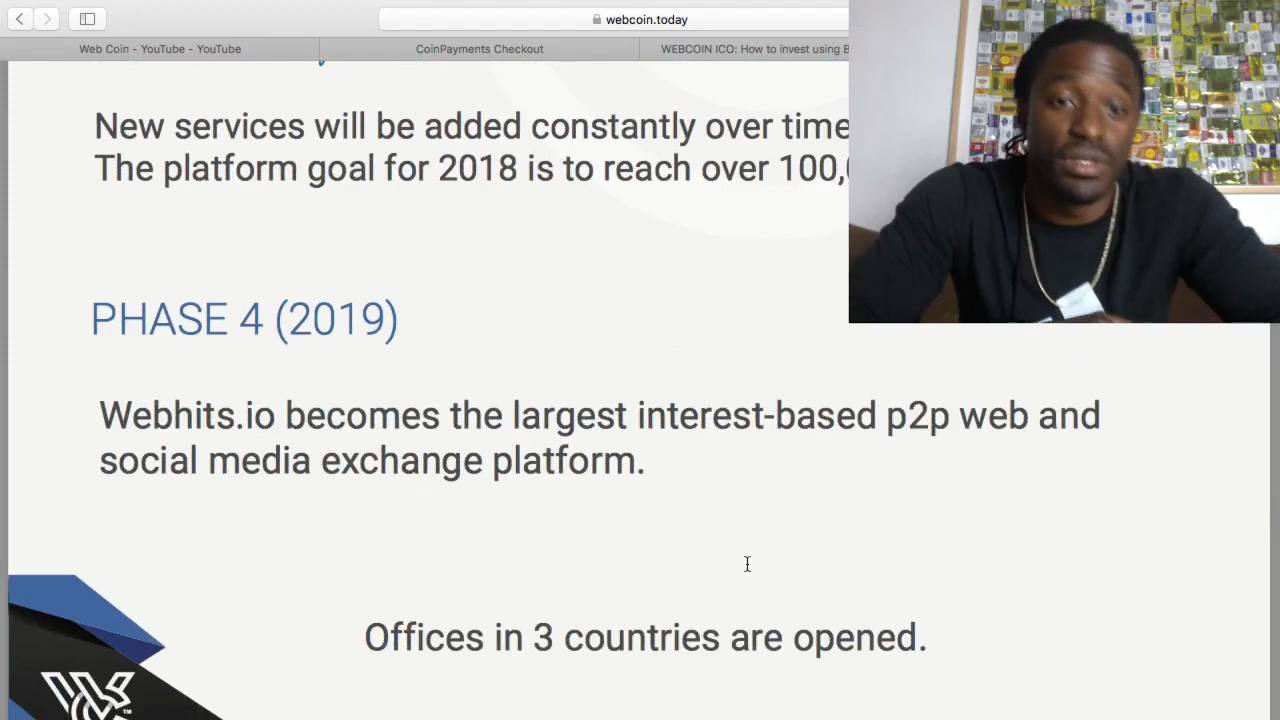 webcoin.today
Web Coin - YouTube - YouTube
CoinPayments Checkout
WEBCOIN ICO: How to invest using
New services will be added constantly over time
The platform goal for 2018 is to reach over 100,
PHASE 4 (2019)
Webhits.io becomes the largest interest-based p2p web and
social media exchange platform.
Offices in 3 countries are opened.
TM